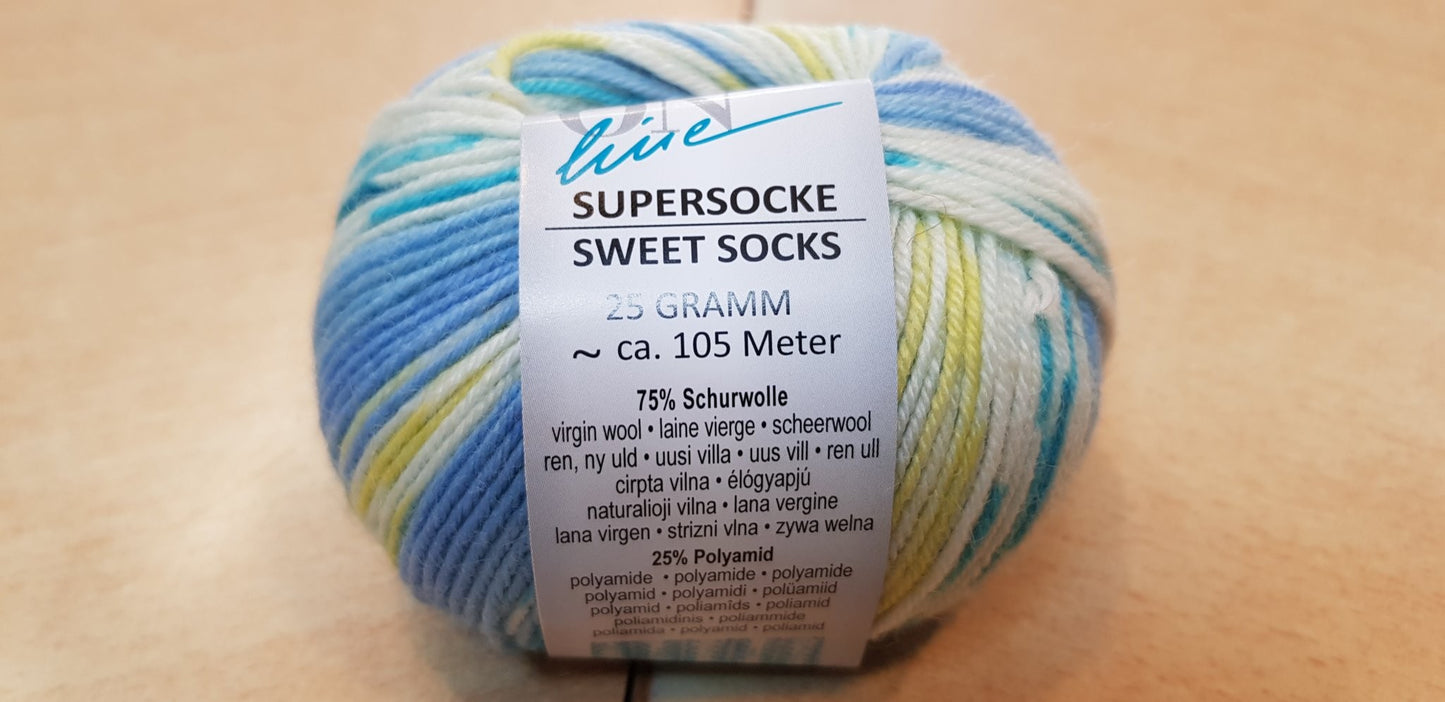 ON
line
SUPERSOCKE
SWEET SOCKS
25 GRAMM
~ ca. 105 Meter
75% Schurwolle
virgin wool • laine vierge • scheerwool
ren, ny uld • uusi villa • uus vill • ren ull
cirpta vilna • élógyapjú
naturalioji vilna • lana vergine
lana virgen • strizni vlna • zywa welna
25% Polyamid
polyamide • polyamide • polyamide
polyamid • polyamidi • polüamiid
polyamid • poliamīds • poliamid
poliamidinis • poliammide
poliamida • polyamid • poliamid